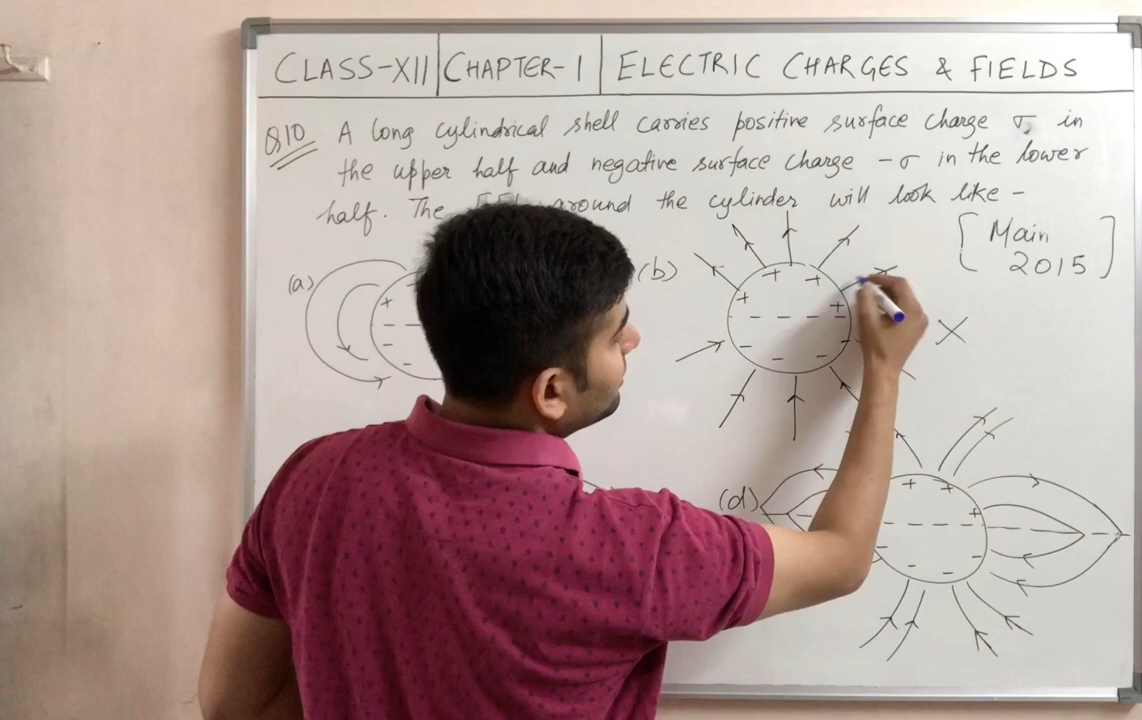 CLASS-XII CHAPTER-1 ELECTRIC CHARGES & FIELDS
Q10 A long cylindrical shell carries positive surface charge σ, in
the upper half and negative surface charge -σ in the lower
half. The around the cylinder will look like -
[Main
2015]
(a)
(b)
(d)